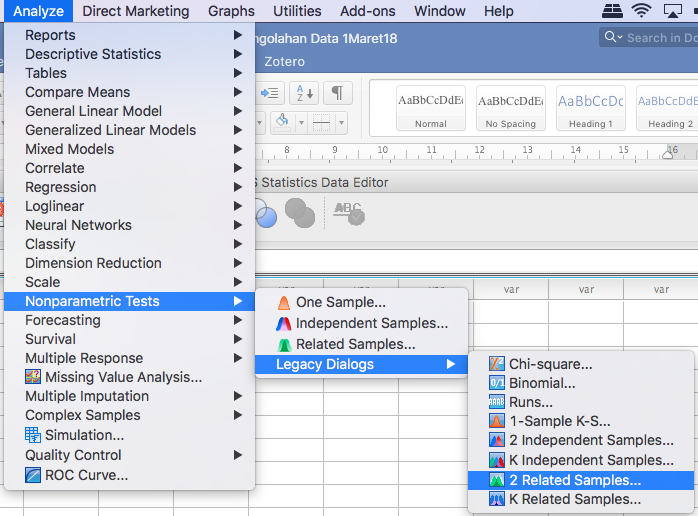 Analyze Direct Marketing Graphs Utilities Add-ons Window Help
ngolahan Data 1Maret18
Search in Do
Zotero
AaBbCcDdEe AaBbCcDdEe AaBbCcDc AaBbCcDdE
Normal No Spacing Heading 1 Heading 2
8 9 10 11 12 13 14 15 16
S Statistics Data Editor
ABC
var var var
Reports
Descriptive Statistics
Tables
Compare Means
General Linear Model
Generalized Linear Models
Mixed Models
Correlate
Regression
Loglinear
Neural Networks
Classify
Dimension Reduction
Scale
Nonparametric Tests
Forecasting
Survival
Multiple Response
Missing Value Analysis...
Multiple Imputation
Complex Samples
Simulation...
Quality Control
ROC Curve...
One Sample...
Independent Samples...
Related Samples...
Legacy Dialogs
Chi-square...
Binomial...
Runs...
1-Sample K-S...
2 Independent Samples...
K Independent Samples...
2 Related Samples...
K Related Samples...